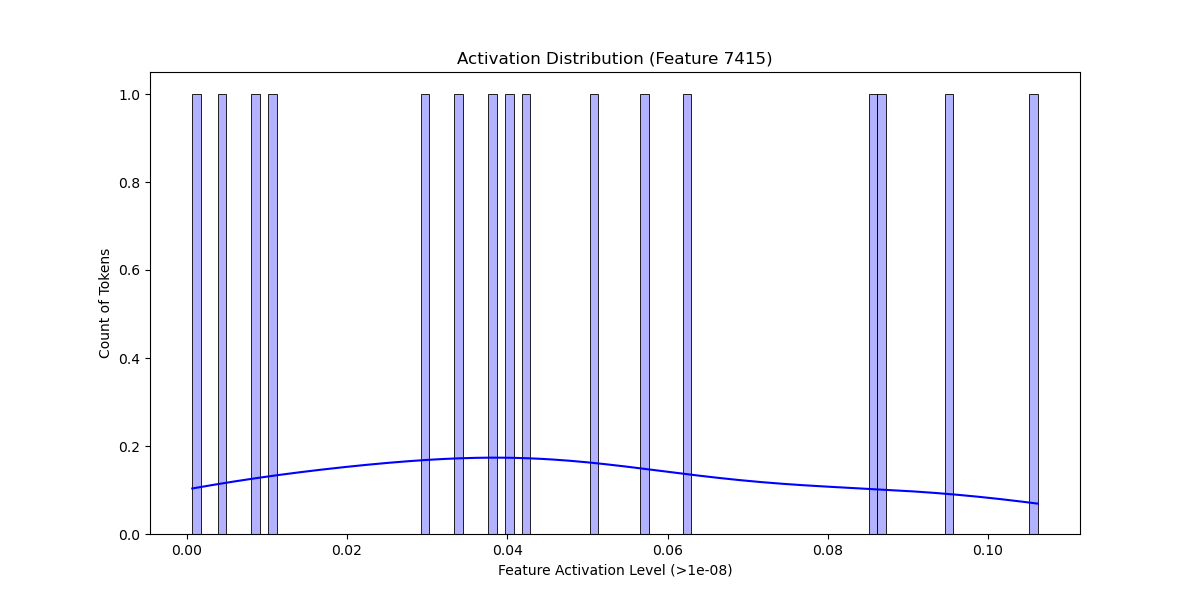 Activation Distribution (Feature 7415)
Count of Tokens
1.0
0.8
0.6
0.4
0.2
0.0
0.00 0.02 0.04 0.06 0.08 0.10
Feature Activation Level (>1e-08)